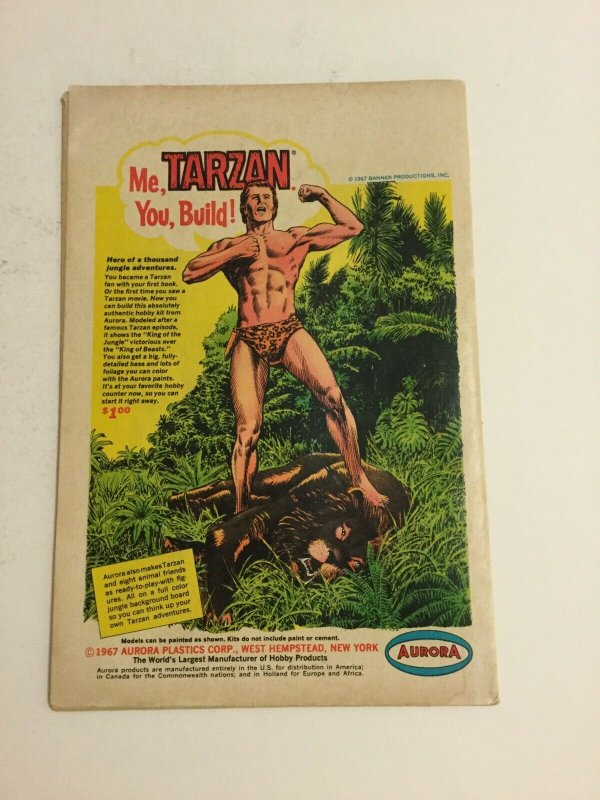 Me, TARZAN®.
You, Build!
© 1967 BANNER PRODUCTIONS, INC.
Hero of a thousand
jungle adventures.
You became a Tarzan
fan with your first book.
Or the first time you saw a
Tarzan movie. Now you
can build this absolutely
authentic hobby kit from
Aurora. Modeled after a
famous Tarzan episode,
it shows the "King of the
Jungle" victorious over
the "King of Beasts."
You also get a big, fully-
detailed base and lots of
foliage you can color
with the Aurora paints.
It's at your favorite hobby
counter now, so you can
start it right away.
$1.00
Aurora also makes Tarzan
and eight animal friends
as ready-to-play-with fig-
ures. All on a full color
jungle background board
so you can think up your
own Tarzan adventures.
Models can be painted as shown. Kits do not include paint or cement.
© 1967 AURORA PLASTICS CORP., WEST HEMPSTEAD, NEW YORK
The World's Largest Manufacturer of Hobby Products
Aurora products are manufactured entirely in the U.S. for distribution in America;
in Canada for the Commonwealth nations; and in Holland for Europe and Africa.
AURORA